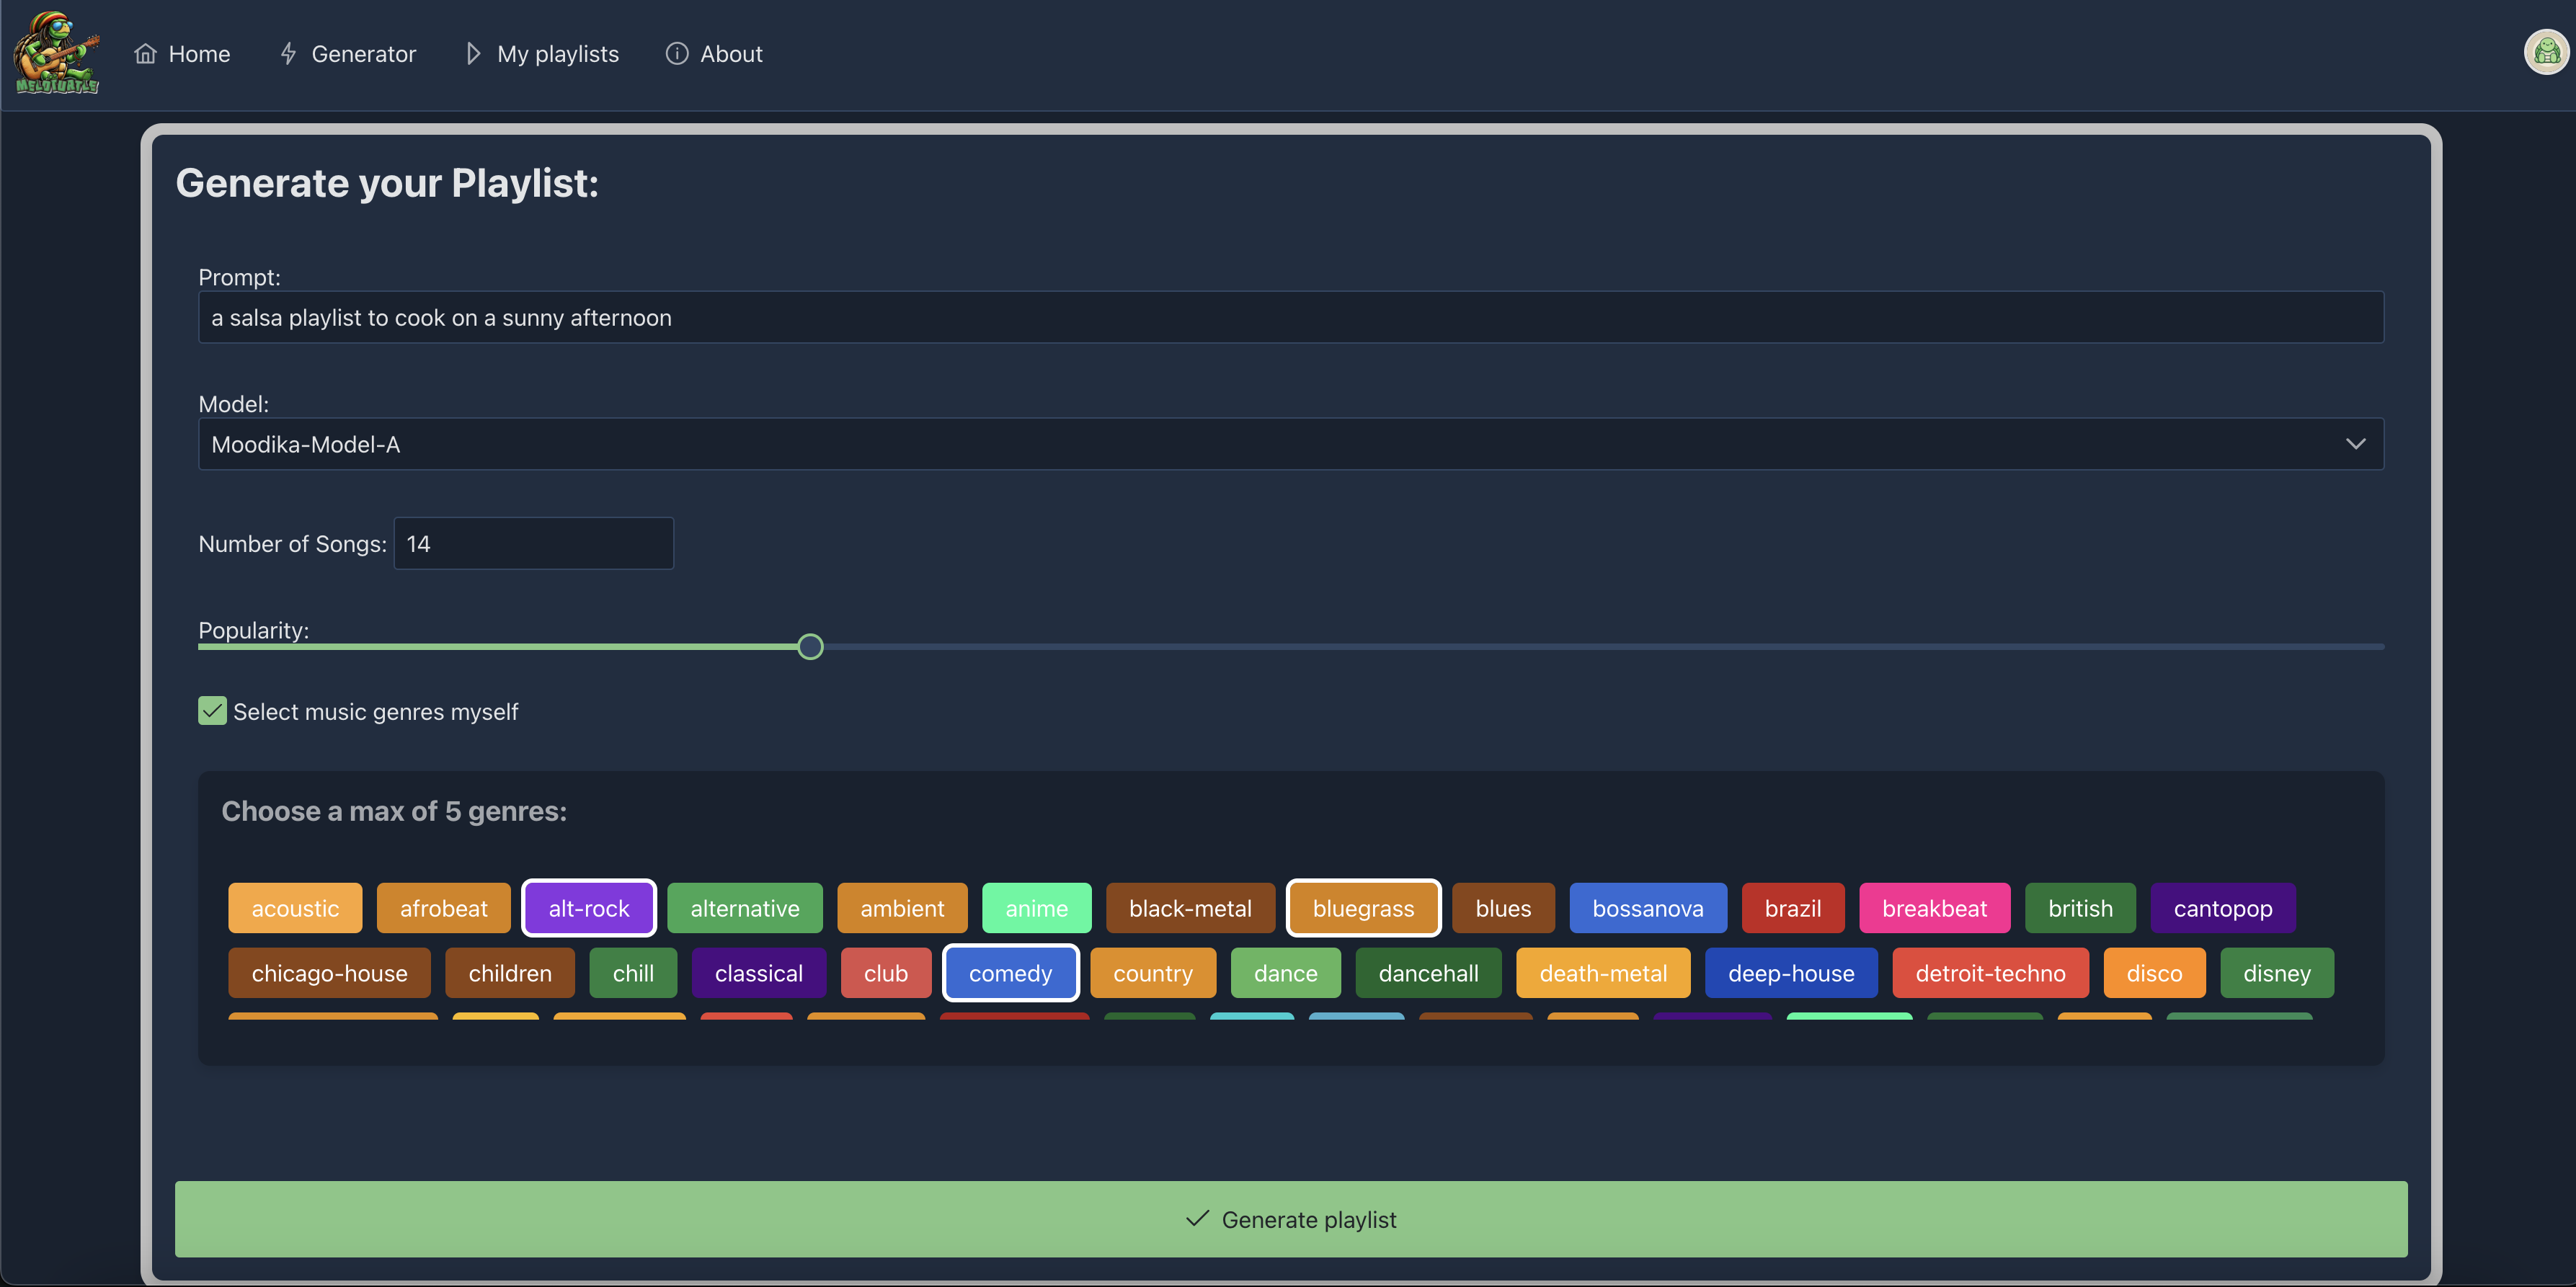 MELOTURTLE
Home Generator My playlists About
Generate your Playlist:
Prompt:
a salsa playlist to cook on a sunny afternoon
Model:
Moodika-Model-A
Number of Songs: 14
Popularity:
Select music genres myself
Choose a max of 5 genres:
acoustic afrobeat alt-rock alternative ambient anime black-metal bluegrass blues bossanova brazil breakbeat british cantopop
chicago-house children chill classical club comedy country dance dancehall death-metal deep-house detroit-techno disco disney
Generate playlist